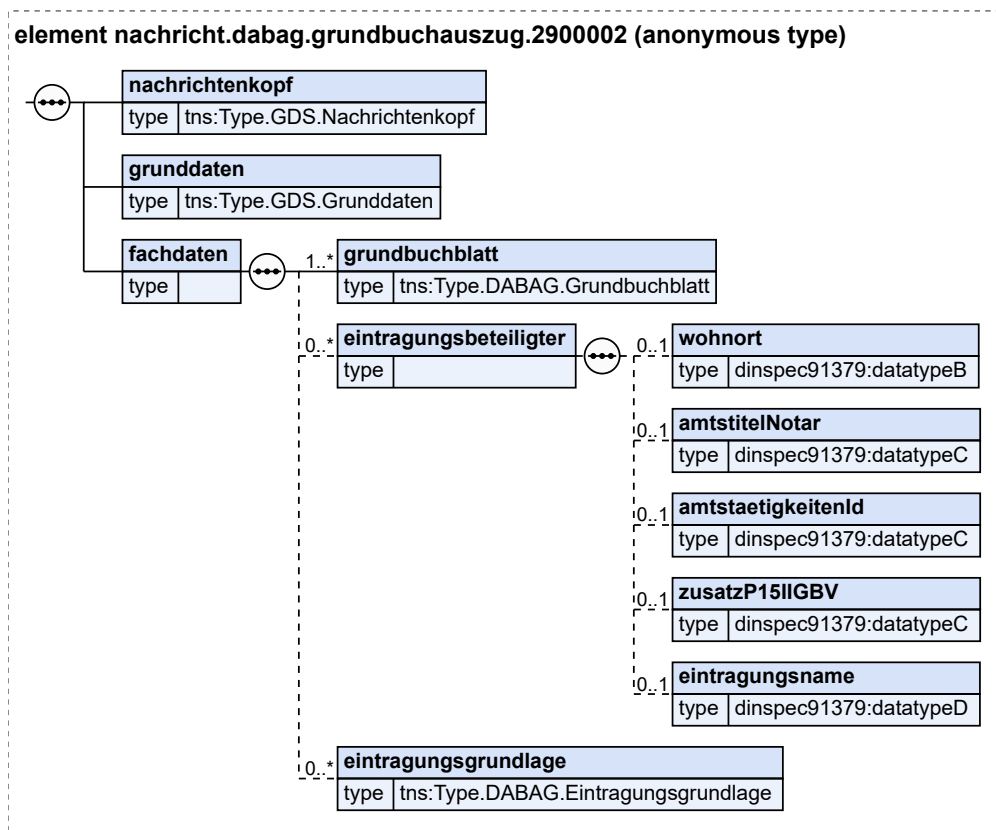 element nachricht.dabag.grundbuchauszug.2900002 (anonymous type)
nachrichtenkopf
type tns:Type.GDS.Nachrichtenkopf
grunddaten
type tns:Type.GDS.Grunddaten
fachdaten
type
1..* grundbuchblatt
type tns:Type.DABAG.Grundbuchblatt
0..* eintragungsbeteiligter
type
0..1 wohnort
type dinspec91379:datatypeB
0..1 amtstitelNotar
type dinspec91379:datatypeC
0..1 amtstaetigkeitenId
type dinspec91379:datatypeC
0..1 zusatzP15IIGBV
type dinspec91379:datatypeC
0..1 eintragungsname
type dinspec91379:datatypeD
0..* eintragungsgrundlage
type tns:Type.DABAG.Eintragungsgrundlage